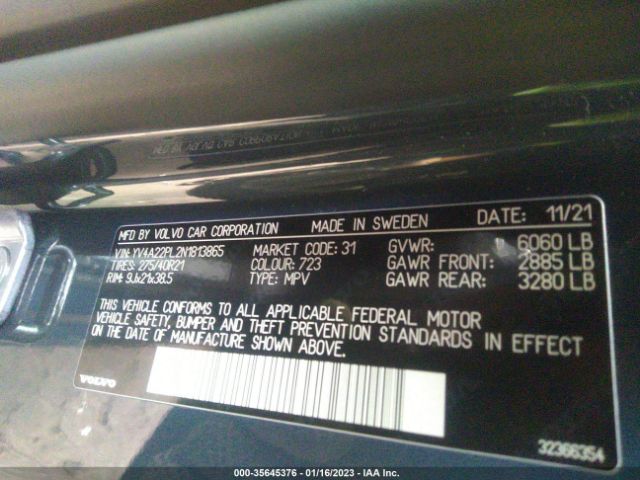 MFD BY VOLVO CAR CORPORATION MADE IN SWEDEN DATE: 11/21
VIN: YV4A22PL2N1813865 MARKET CODE: 31 GVWR: 6060 LB
TIRES: 275/40R21 COLOUR: 723 GAWR FRONT: 2885 LB
RIM: 9Jx21x38.5 TYPE: MPV GAWR REAR: 3280 LB
THIS VEHICLE CONFORMS TO ALL APPLICABLE FEDERAL MOTOR
VEHICLE SAFETY, BUMPER AND THEFT PREVENTION STANDARDS IN EFFECT
ON THE DATE OF MANUFACTURE SHOWN ABOVE.
VOLVO
32366354
000-35645376 | 01/16/2023 | IAA Inc.